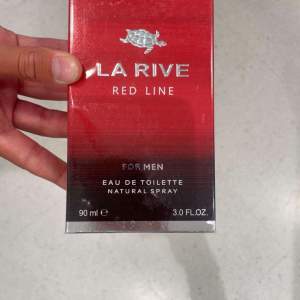 LA RIVE
RED LINE
FOR MEN
EAU DE TOILETTE
NATURAL SPRAY
90 ml ℮ 3.0 FL.OZ.